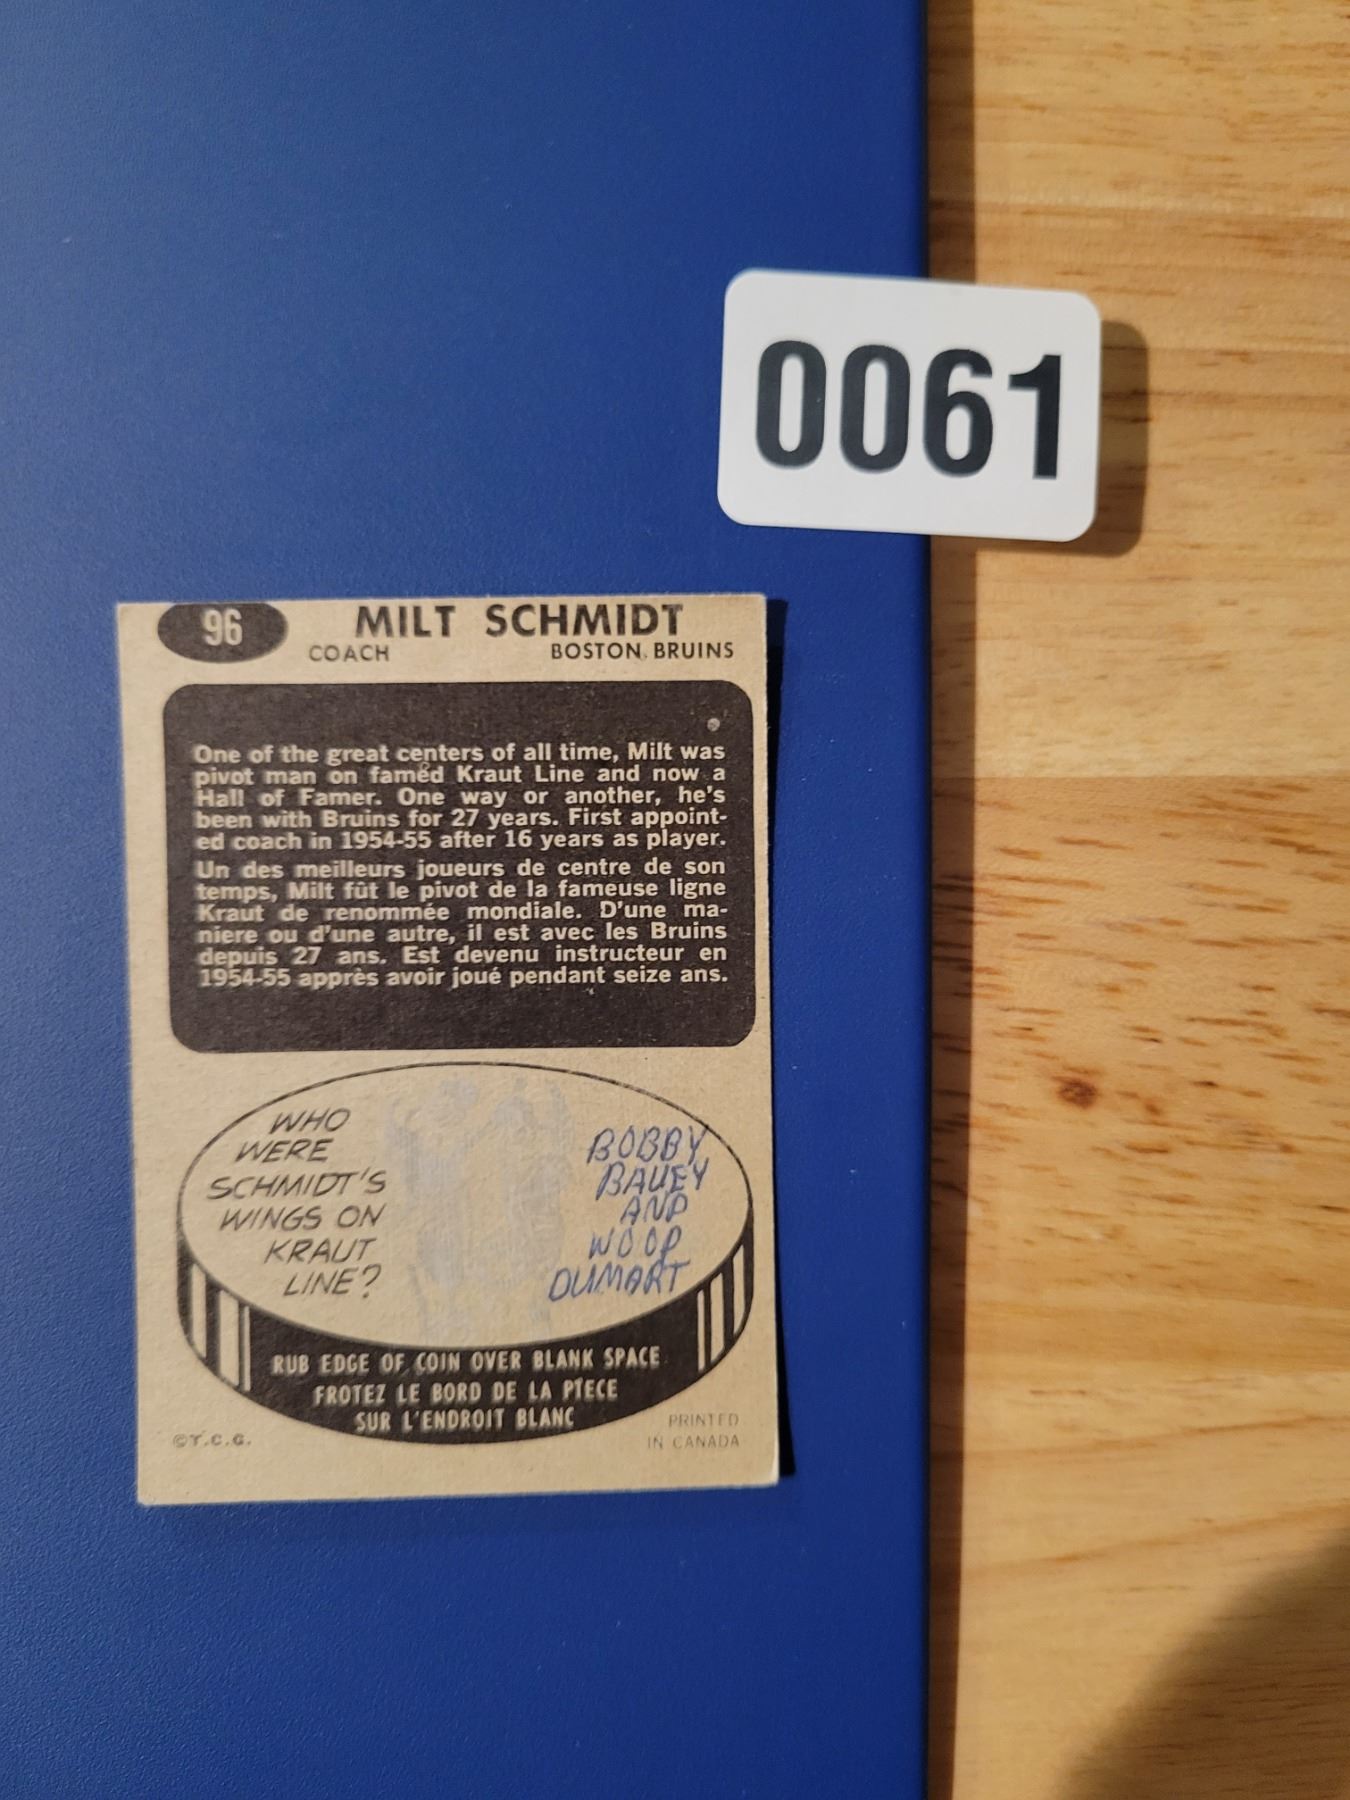 0061
96 MILT SCHMIDT
COACH BOSTON BRUINS
One of the great centers of all time, Milt was
pivot man on famed Kraut Line and now a
Hall of Famer. One way or another, he's
been with Bruins for 27 years. First appoint-
ed coach in 1954-55 after 16 years as player.
Un des meilleurs joueurs de centre de son
temps, Milt fût le pivot de la fameuse ligne
Kraut de renommée mondiale. D'une ma-
niere ou d'une autre, il est avec les Bruins
depuis 27 ans. Est devenu instructeur en
1954-55 apprès avoir joué pendant seize ans.
WHO
WERE
SCHMIDT'S
WINGS ON
KRAUT
LINE?
BOBBY
BAUEY
AND
WOOD
DUMART
RUB EDGE OF COIN OVER BLANK SPACE
FROTEZ LE BORD DE LA PIECE
SUR L'ENDROIT BLANC
©T.C.G.
PRINTED
IN CANADA